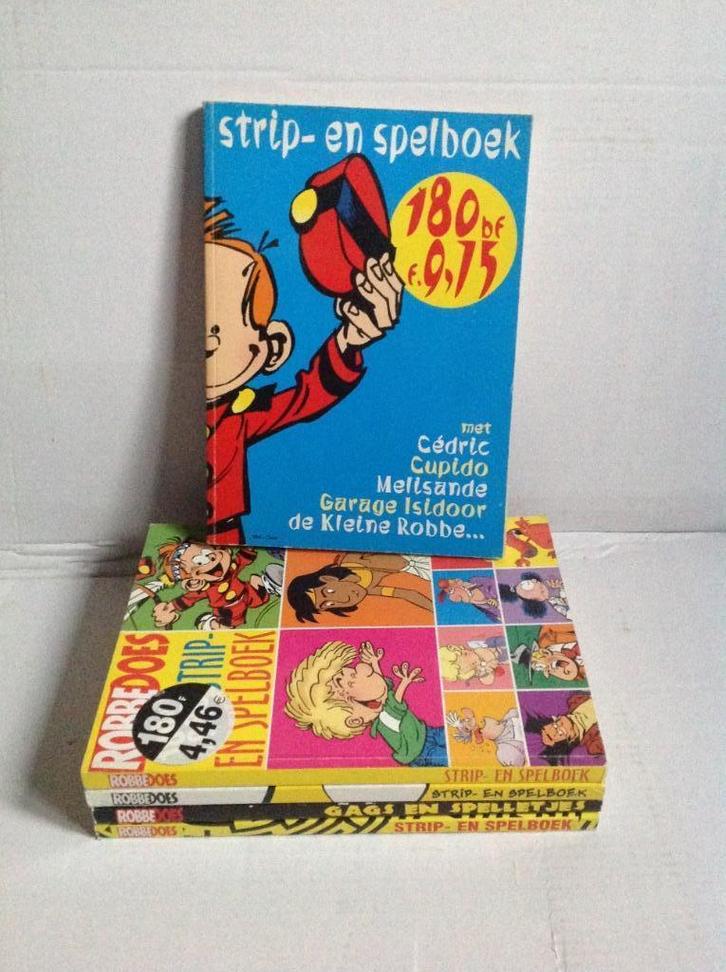 strip- en spelboek
180 BF
F. 9,75
met
Cédric
Cupido
Melisande
Garage Isidoor
de Kleine Robbe...
ROBBEDOES
STRIP-
EN SPELBOEK
180 F
4,46 €
ROBBEDOES STRIP- EN SPELBOEK
ROBBEDOES STRIP- EN SPELBOEK
ROBBEDOES GAGS EN SPELLETJES
ROBBEDOES STRIP- EN SPELBOEK